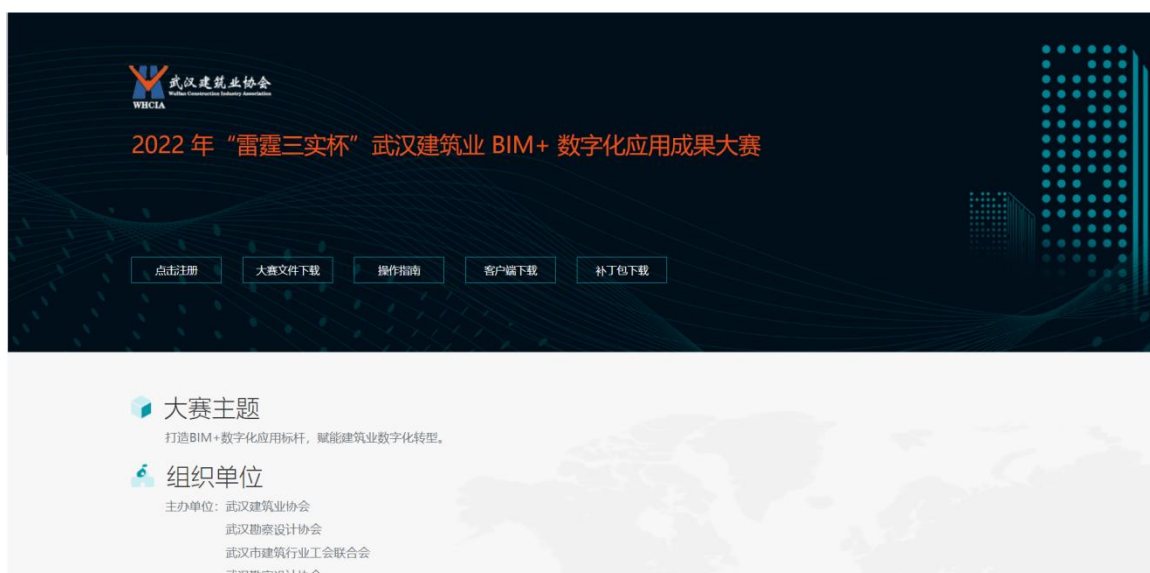 武汉建筑业协会
Wuhan Construction Industry Association
WHCIA
2022 年“雷霆三实杯”武汉建筑业 BIM+ 数字化应用成果大赛
点击注册 大赛文件下载 操作指南 客户端下载 补丁包下载
大赛主题
打造BIM+数字化应用标杆，赋能建筑业数字化转型。
组织单位
主办单位：武汉建筑业协会
武汉勘察设计协会
武汉市建筑行业工会联合会